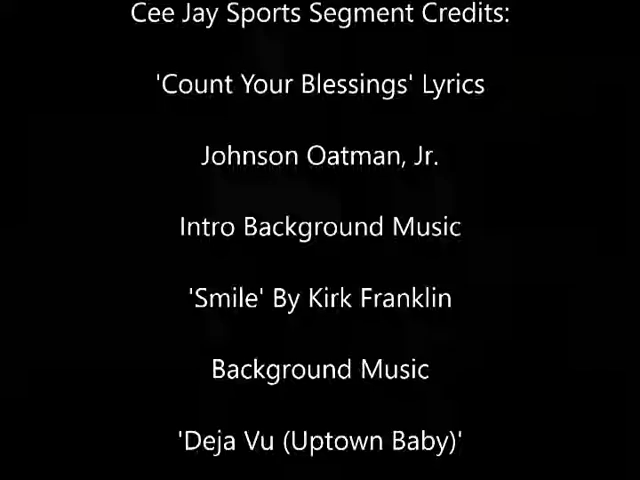 Cee Jay Sports Segment Credits:
'Count Your Blessings' Lyrics
Johnson Oatman, Jr.
Intro Background Music
'Smile' By Kirk Franklin
Background Music
'Deja Vu (Uptown Baby)'